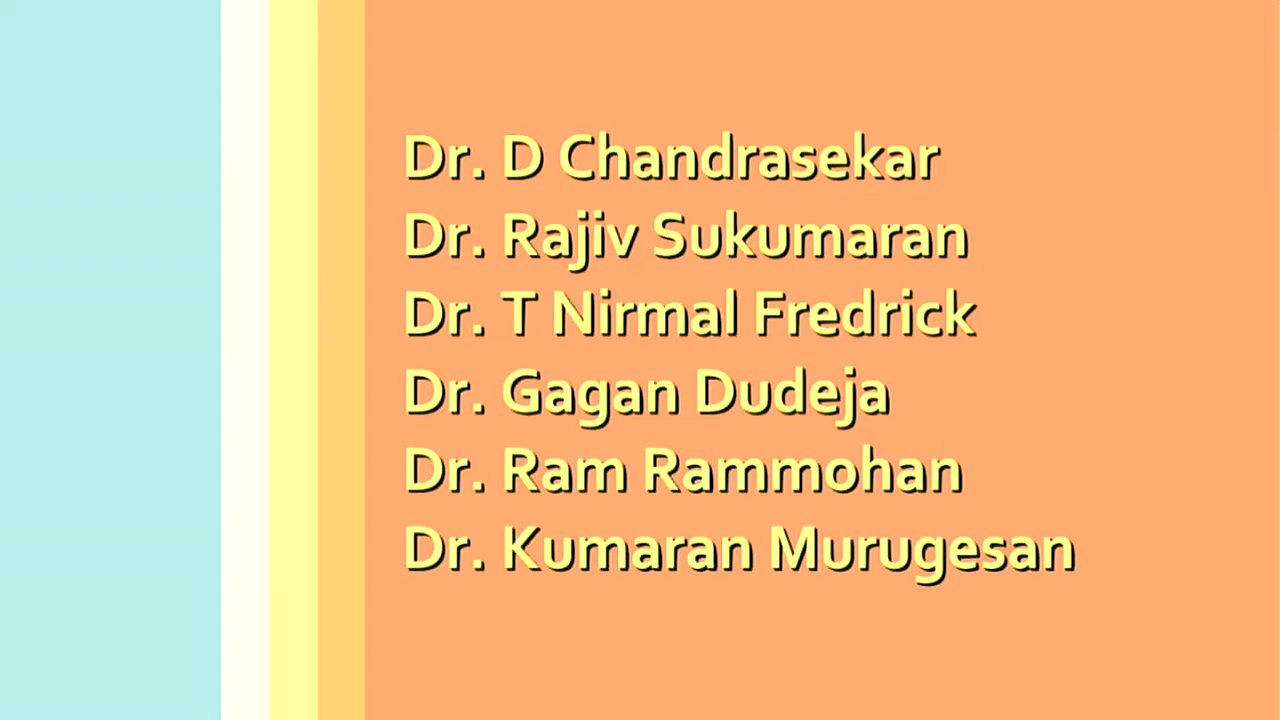 Dr. D Chandrasekar
Dr. Rajiv Sukumaran
Dr. T Nirmal Fredrick
Dr. Gagan Dudeja
Dr. Ram Rammohan
Dr. Kumaran Murugesan